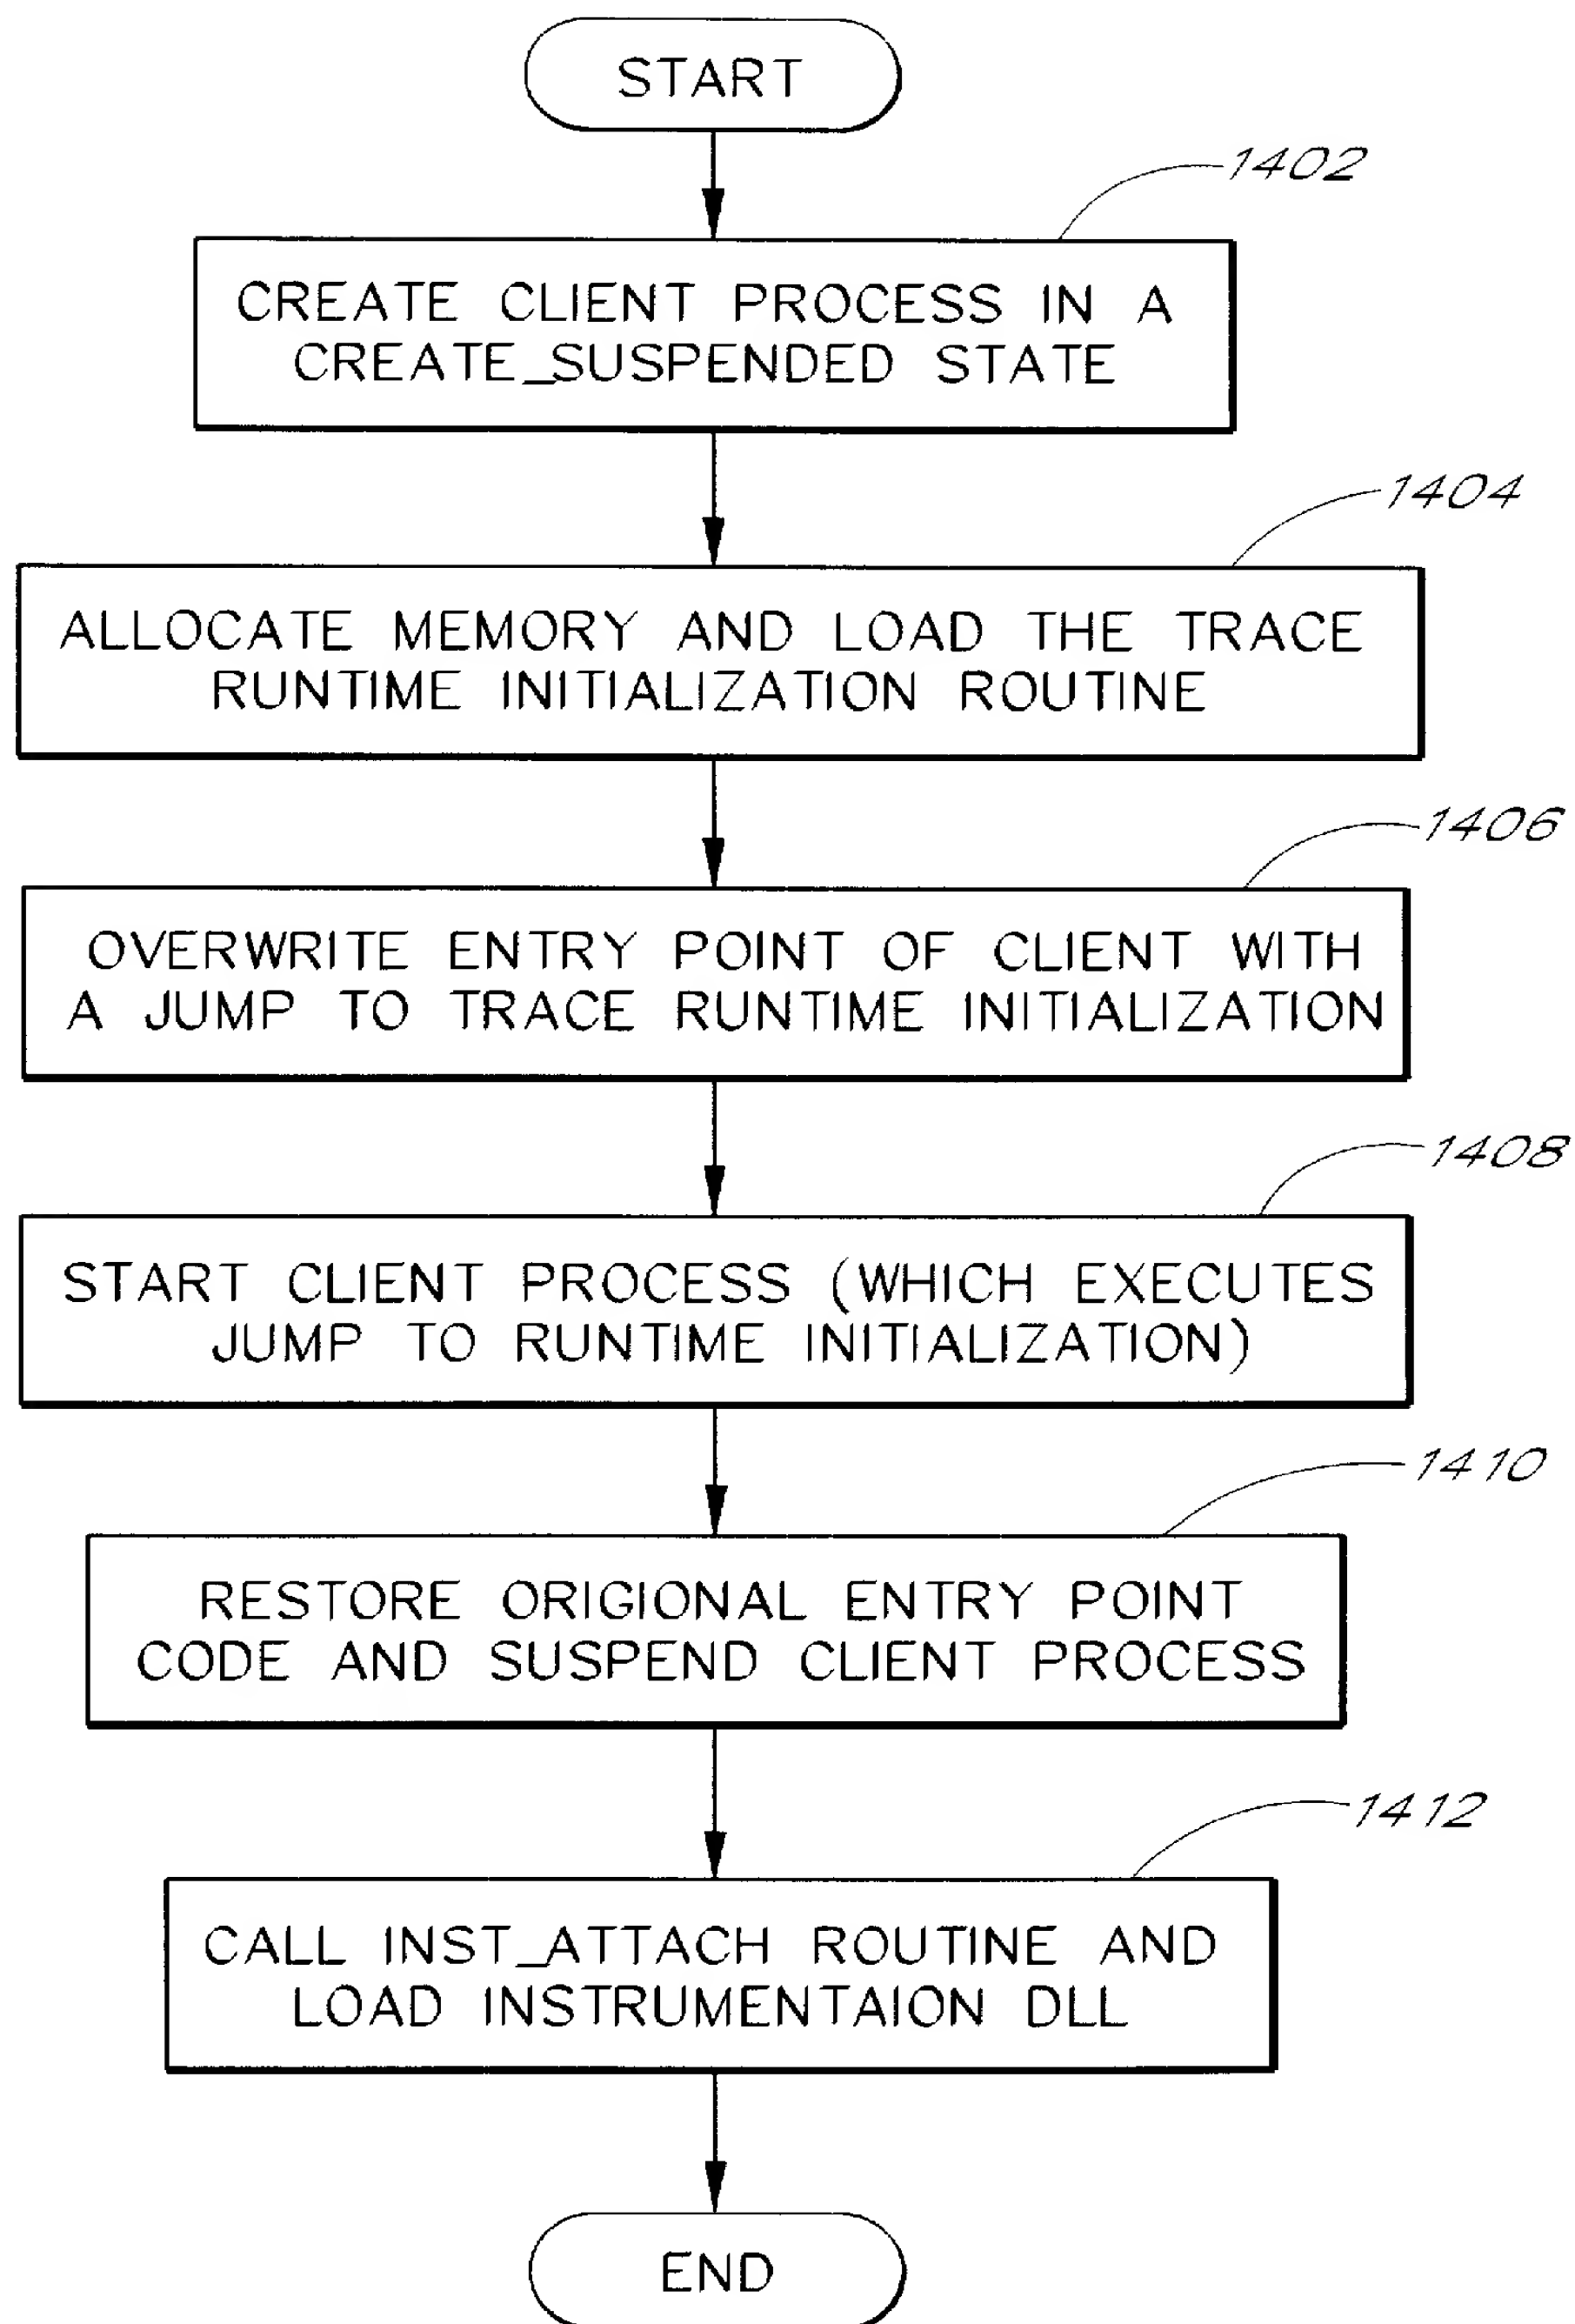 START
1402
CREATE CLIENT PROCESS IN A
CREATE_SUSPENDED STATE
1404
ALLOCATE MEMORY AND LOAD THE TRACE
RUNTIME INITIALIZATION ROUTINE
1406
OVERWRITE ENTRY POINT OF CLIENT WITH
A JUMP TO TRACE RUNTIME INITIALIZATION
1408
START CLIENT PROCESS (WHICH EXECUTES
JUMP TO RUNTIME INITIALIZATION)
1410
RESTORE ORIGIONAL ENTRY POINT
CODE AND SUSPEND CLIENT PROCESS
1412
CALL INST_ATTACH ROUTINE AND
LOAD INSTRUMENTAION DLL
END